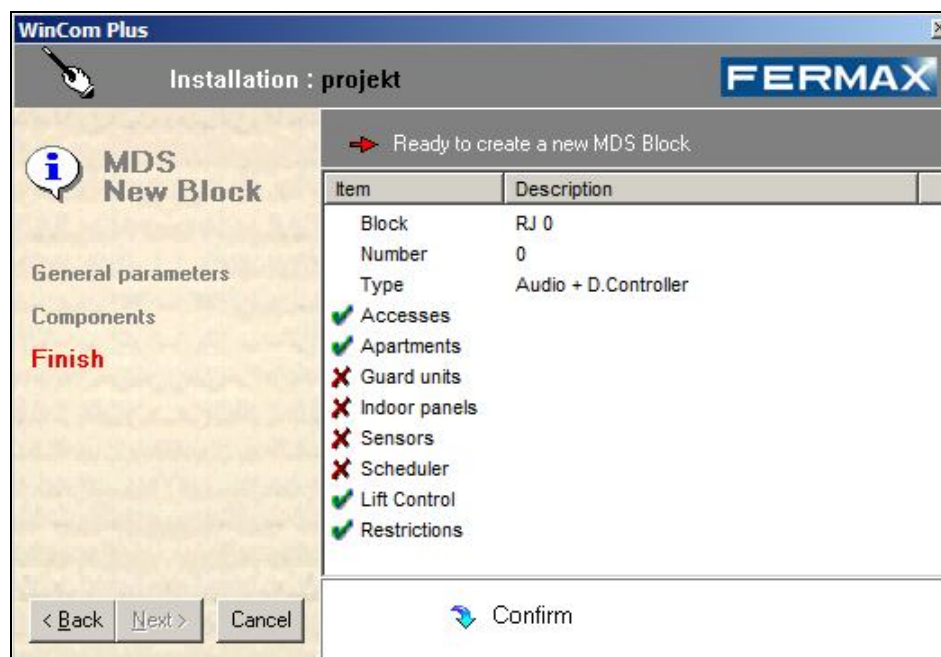 WinCom Plus
Installation : projekt
FERMAX
MDS
New Block
General parameters
Components
Finish
Ready to create a new MDS Block
Item Description
Block RJ 0
Number 0
Type Audio + D.Controller
Accesses
Apartments
Guard units
Indoor panels
Sensors
Scheduler
Lift Control
Restrictions
< Back Next > Cancel
Confirm